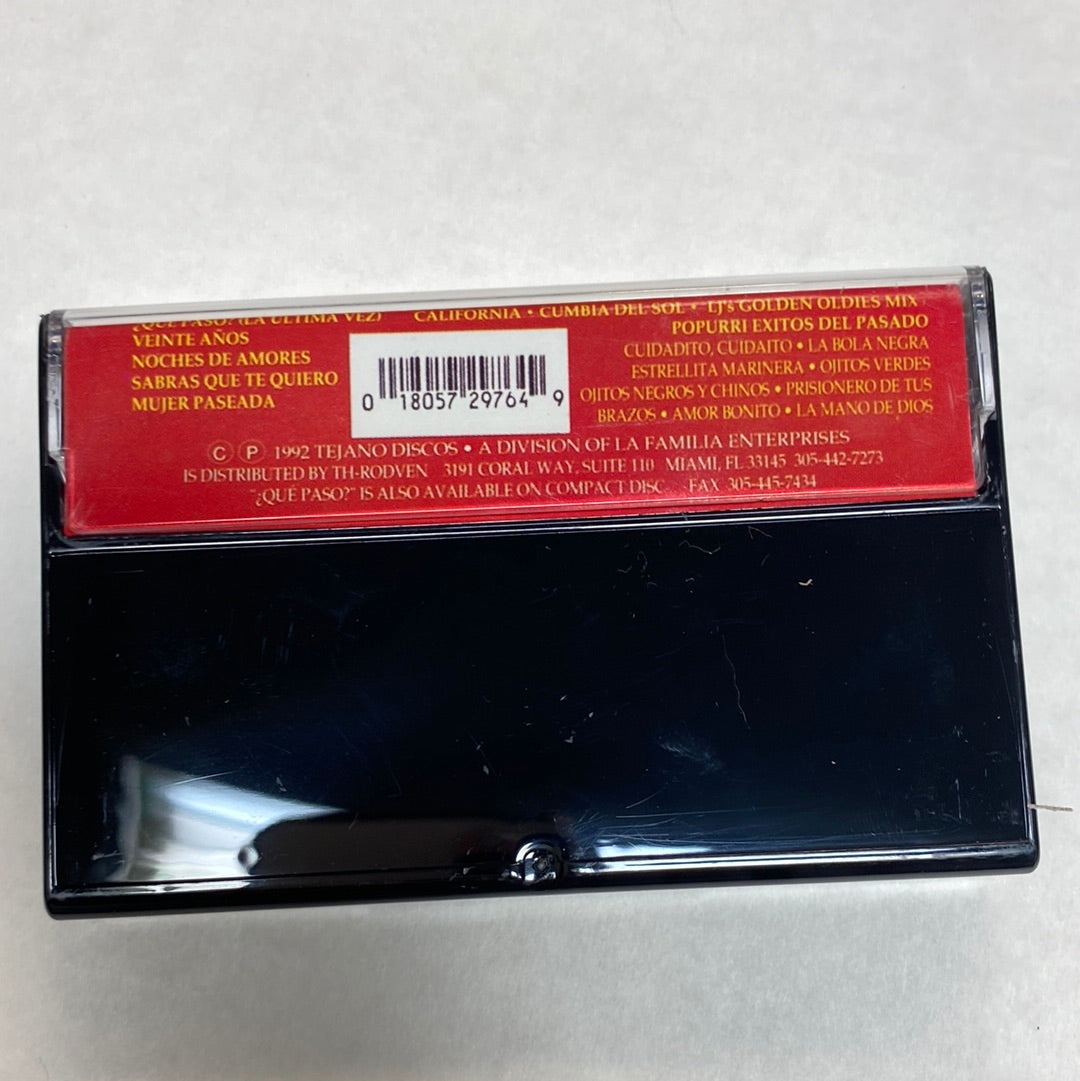 ¿QUE PASO? (LA ULTIMA VEZ)
VEINTE AÑOS
NOCHES DE AMORES
SABRAS QUE TE QUIERO
MUJER PASEADA
0 18057 29764 9
CALIFORNIA • CUMBIA DEL SOL • LJ's GOLDEN OLDIES MIX
POPURRI EXITOS DEL PASADO
CUIDADITO, CUIDAITO • LA BOLA NEGRA
ESTRELLITA MARINERA • OJITOS VERDES
OJITOS NEGROS Y CHINOS • PRISIONERO DE TUS
BRAZOS • AMOR BONITO • LA MANO DE DIOS
Ⓒ Ⓟ 1992 TEJANO DISCOS • A DIVISION OF LA FAMILIA ENTERPRISES
IS DISTRIBUTED BY TH-RODVEN 3191 CORAL WAY, SUITE 110 MIAMI, FL 33145 305-442-7273
"¿QUÉ PASO?" IS ALSO AVAILABLE ON COMPACT DISC FAX 305-445-7434